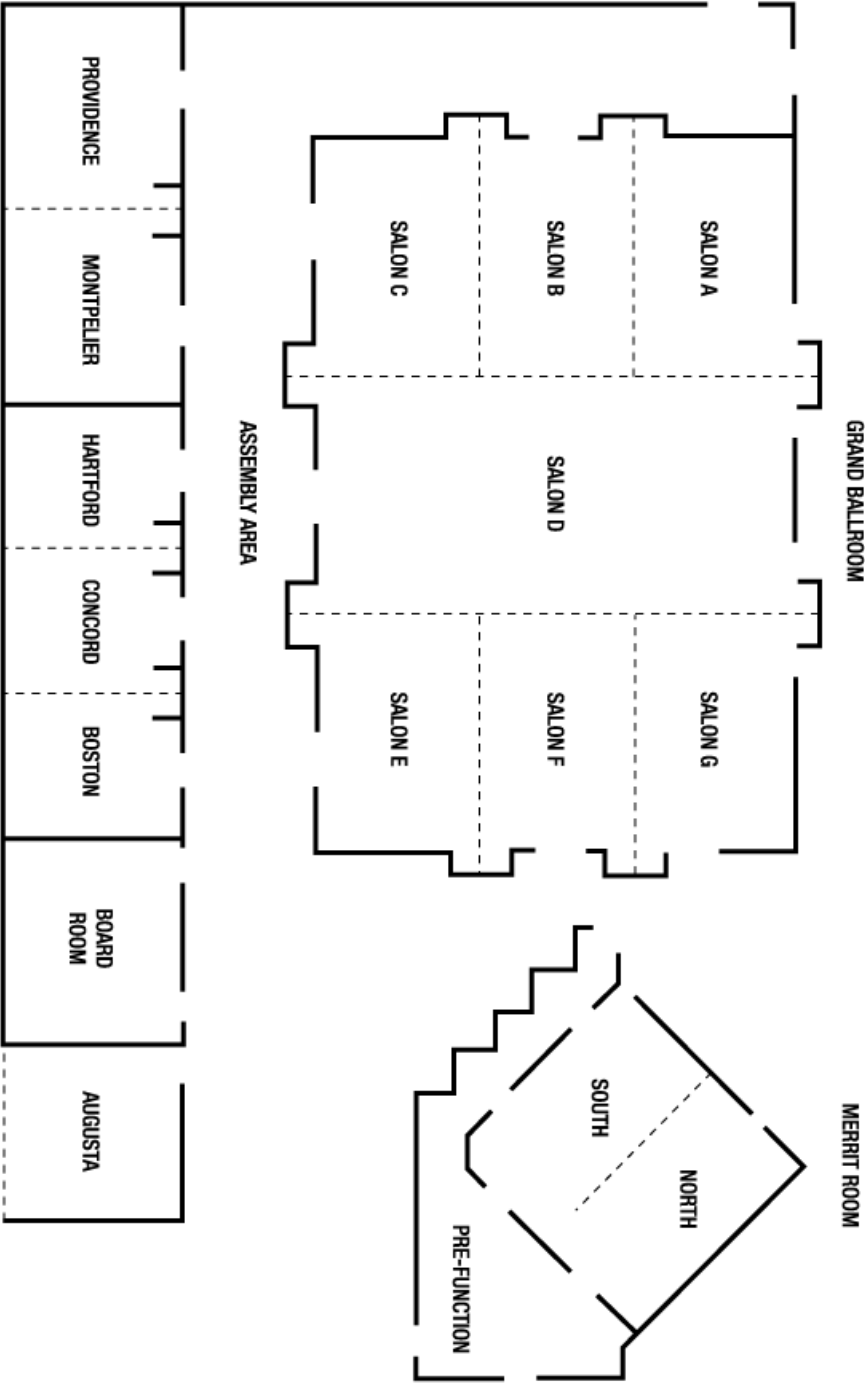 GRAND BALLROOM
MERRIT ROOM
SALON A
SALON G
SALON B
SALON D
SALON F
SALON C
SALON E
NORTH
SOUTH
PRE-FUNCTION
ASSEMBLY AREA
PROVIDENCE
MONTPELIER
HARTFORD
CONCORD
BOSTON
BOARD
ROOM
AUGUSTA